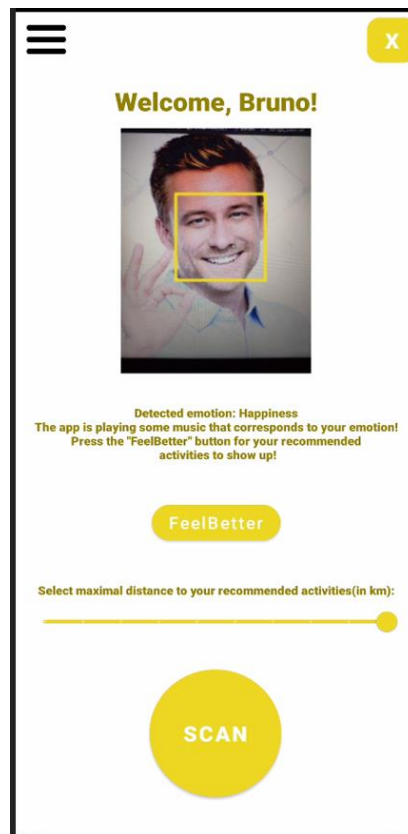 X
Welcome, Bruno!
Detected emotion: Happiness
The app is playing some music that corresponds to your emotion!
Press the "FeelBetter" button for your recommended
activities to show up!
FeelBetter
Select maximal distance to your recommended activities(in km):
SCAN